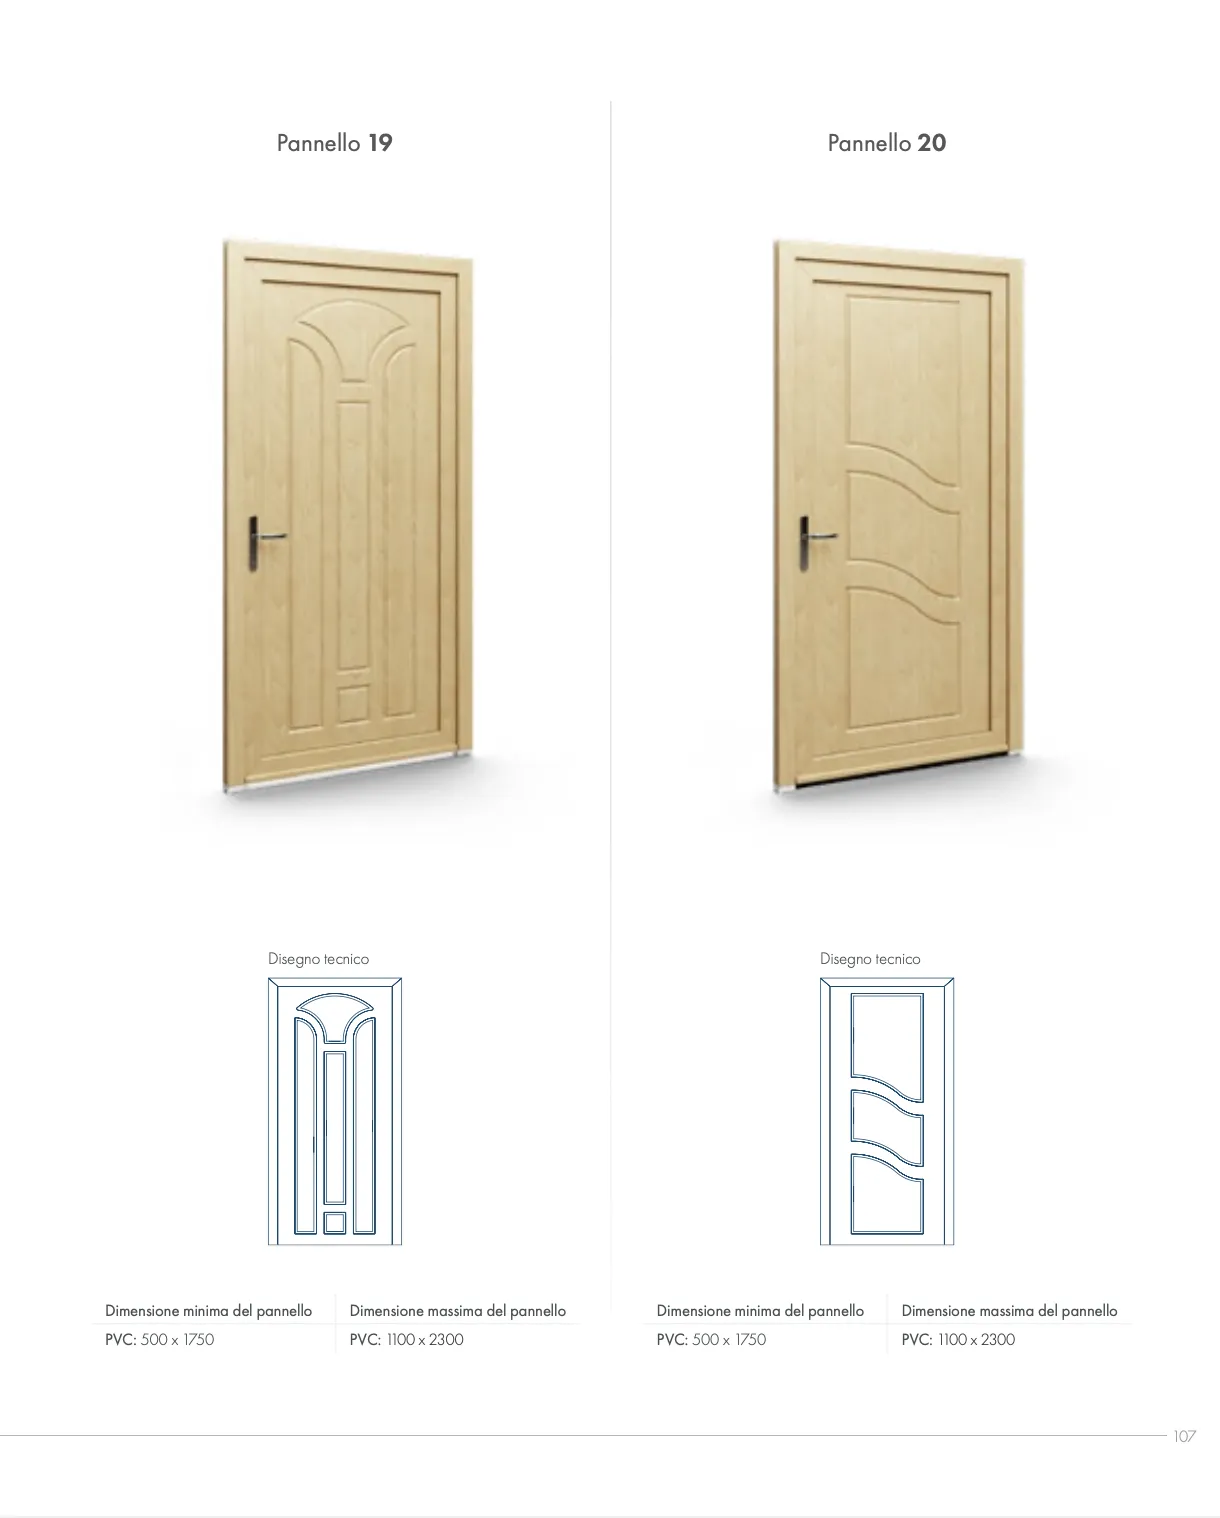 Pannello 19
Disegno tecnico
Dimensione minima del pannello
PVC: 500 x 1750
Dimensione massima del pannello
PVC: 1100 x 2300
Pannello 20
Disegno tecnico
Dimensione minima del pannello
PVC: 500 x 1750
Dimensione massima del pannello
PVC: 1100 x 2300
107